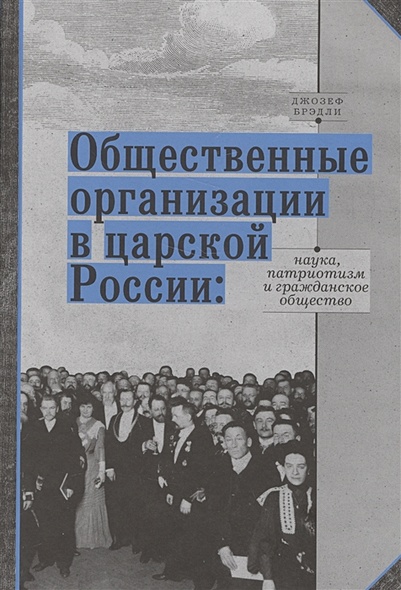 ДЖОЗЕФ
БРЭДЛИ
Общественные
организации
в царской
России:
наука,
патриотизм
и гражданское
общество